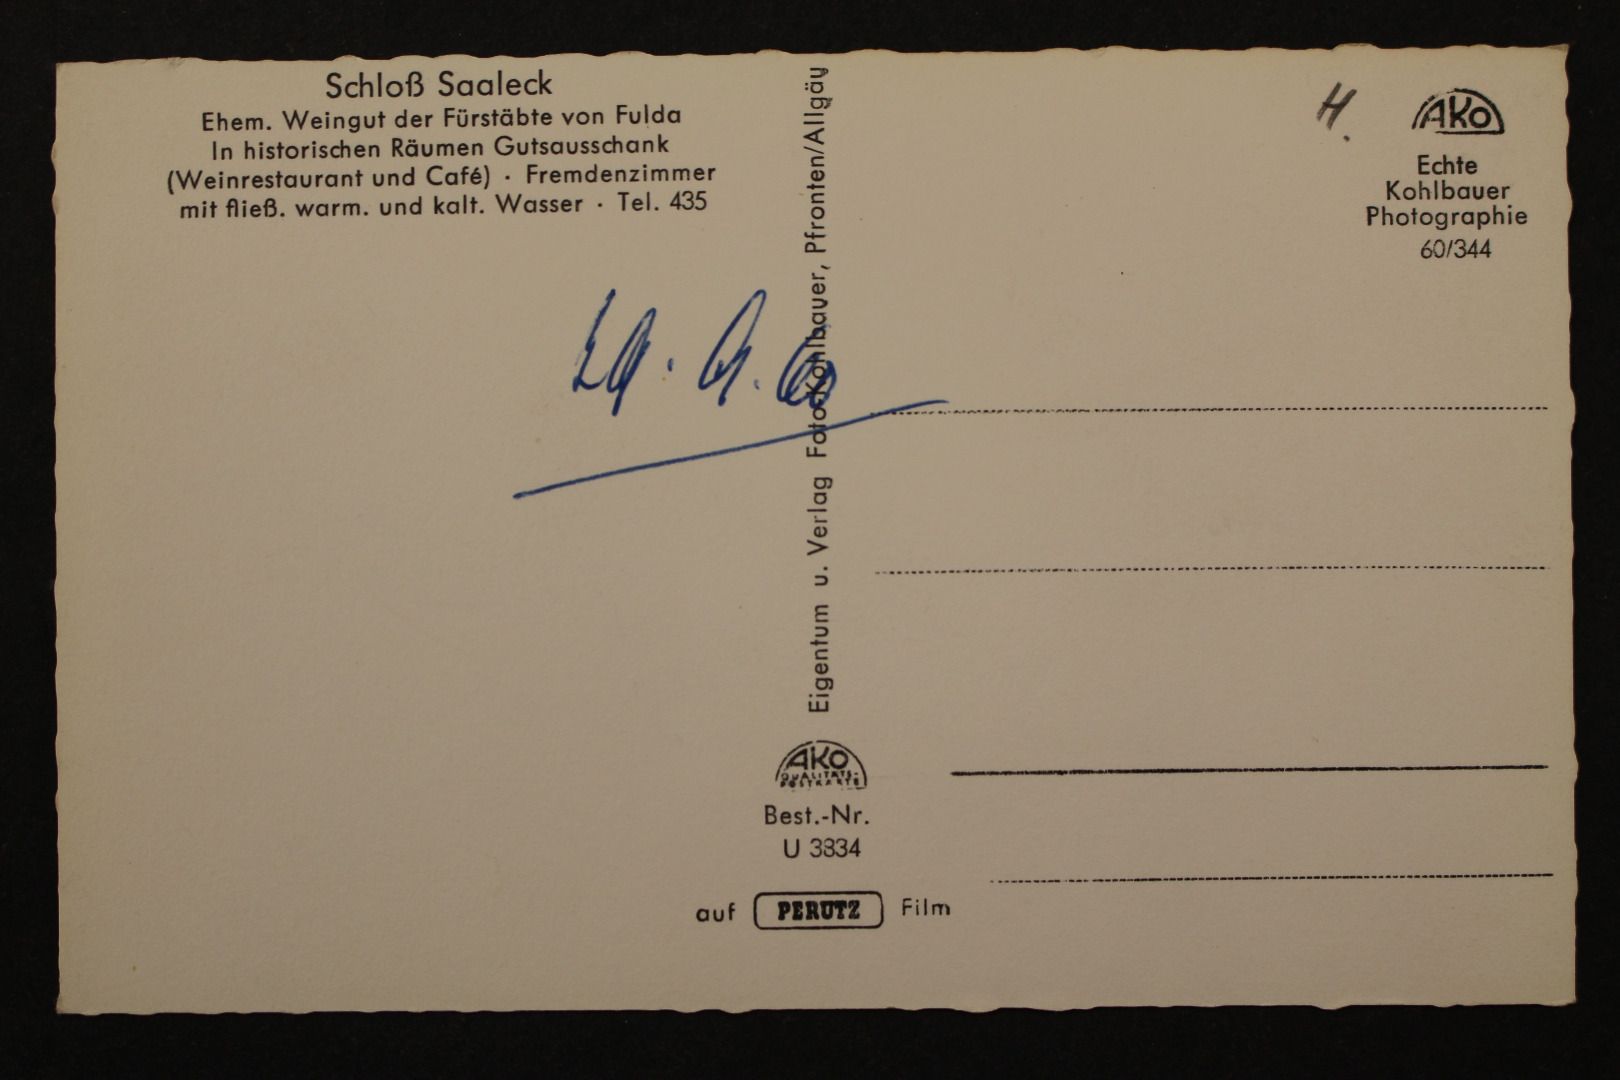 Schloß Saaleck
Ehem. Weingut der Fürstäbte von Fulda
In historischen Räumen Gutsausschank
(Weinrestaurant und Café) · Fremdenzimmer
mit fließ. warm. und kalt. Wasser · Tel. 435
Eigentum u. Verlag Foto-Kohlbauer, Pfronten/Allgäu
H.
AKO
Echte
Kohlbauer
Photographie
60/344
AKO
QUALITÄTS-
POSTKARTE
Best.-Nr.
U 3834
auf PERUTZ Film